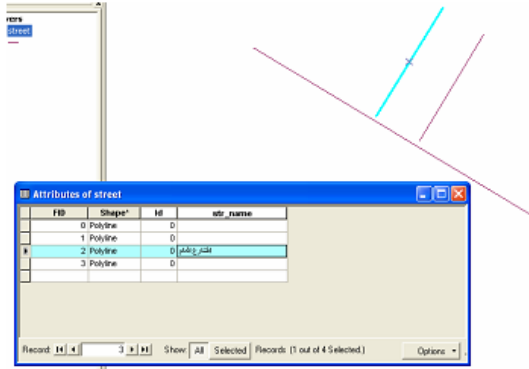 street
Attributes of street
FID Shape* Id str_name
0 Polyline 0
1 Polyline 0
2 Polyline 0
3 Polyline 0
Record: 3 Show: All Selected Records (1 out of 4 Selected.) Options